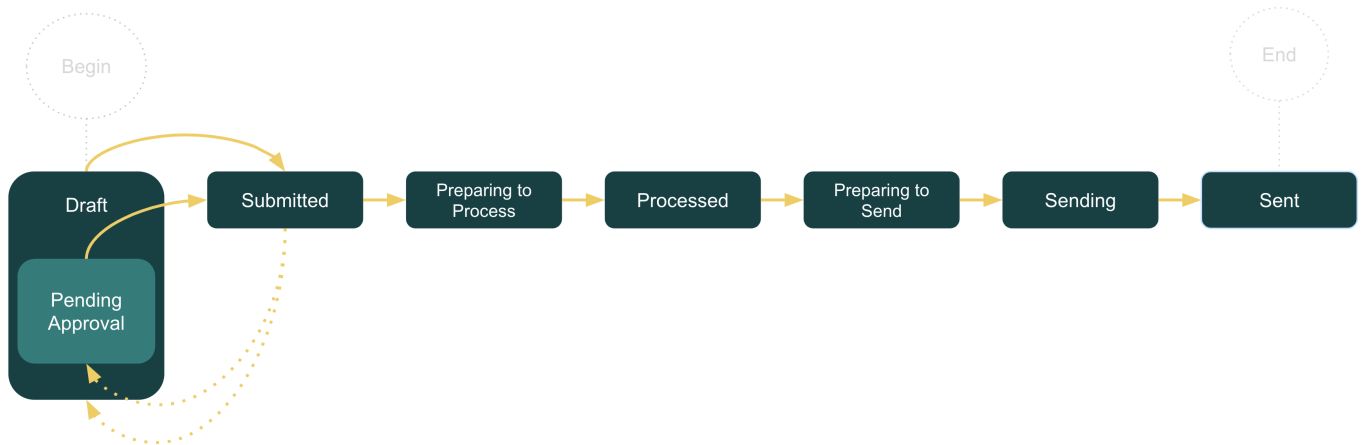 Begin
End
Draft
Submitted
Preparing to
Process
Processed
Preparing to
Send
Sending
Sent
Pending
Approval